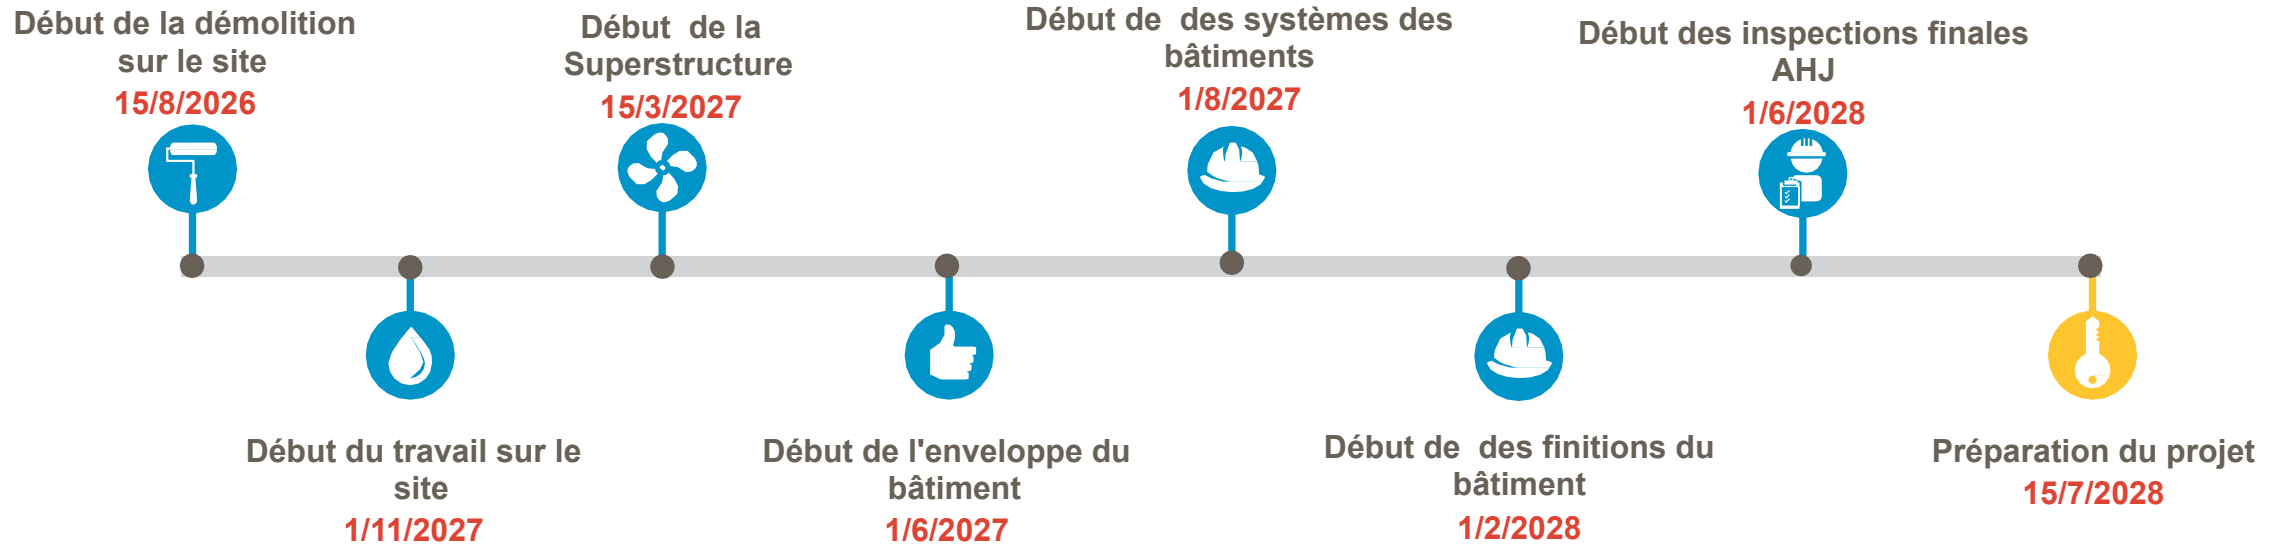 Début de la démolition
sur le site
15/8/2026
Début du travail sur le
site
1/11/2027
Début  de la
Superstructure
15/3/2027
Début de l'enveloppe du
bâtiment
1/6/2027
Début de  des systèmes des
bâtiments
1/8/2027
Début de  des finitions du
bâtiment
1/2/2028
Début des inspections finales
AHJ
1/6/2028
Préparation du projet
15/7/2028